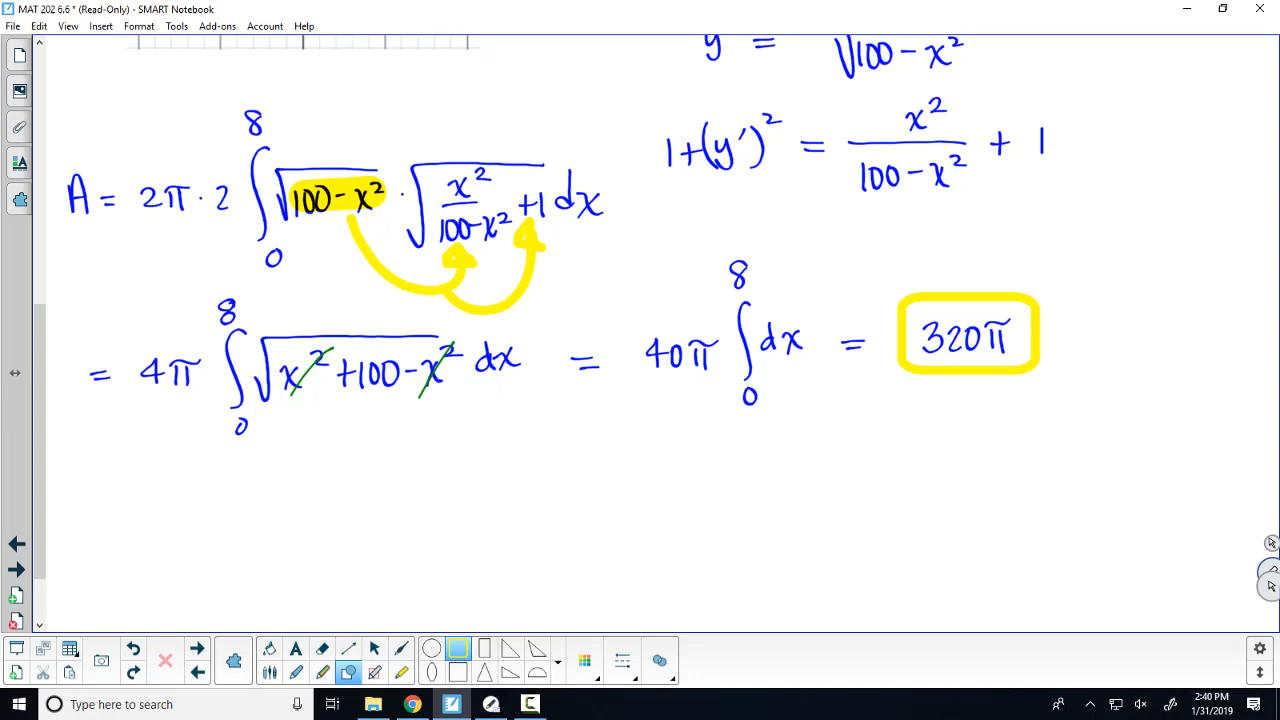 MAT 202 6.6 * (Read-Only) - SMART Notebook
File Edit View Insert Format Tools Add-ons Account Help
y′ = √100 - x²
1+(y′)² = x²/100 - x² + 1
A = 2π · 2 ∫₀⁸ √100 - x² · √x²/100-x² +1 dx
= 4π ∫₀⁸ √x² +100 - x² dx = 40π ∫₀⁸ dx = 320π
Type here to search
2:40 PM
1/31/2019